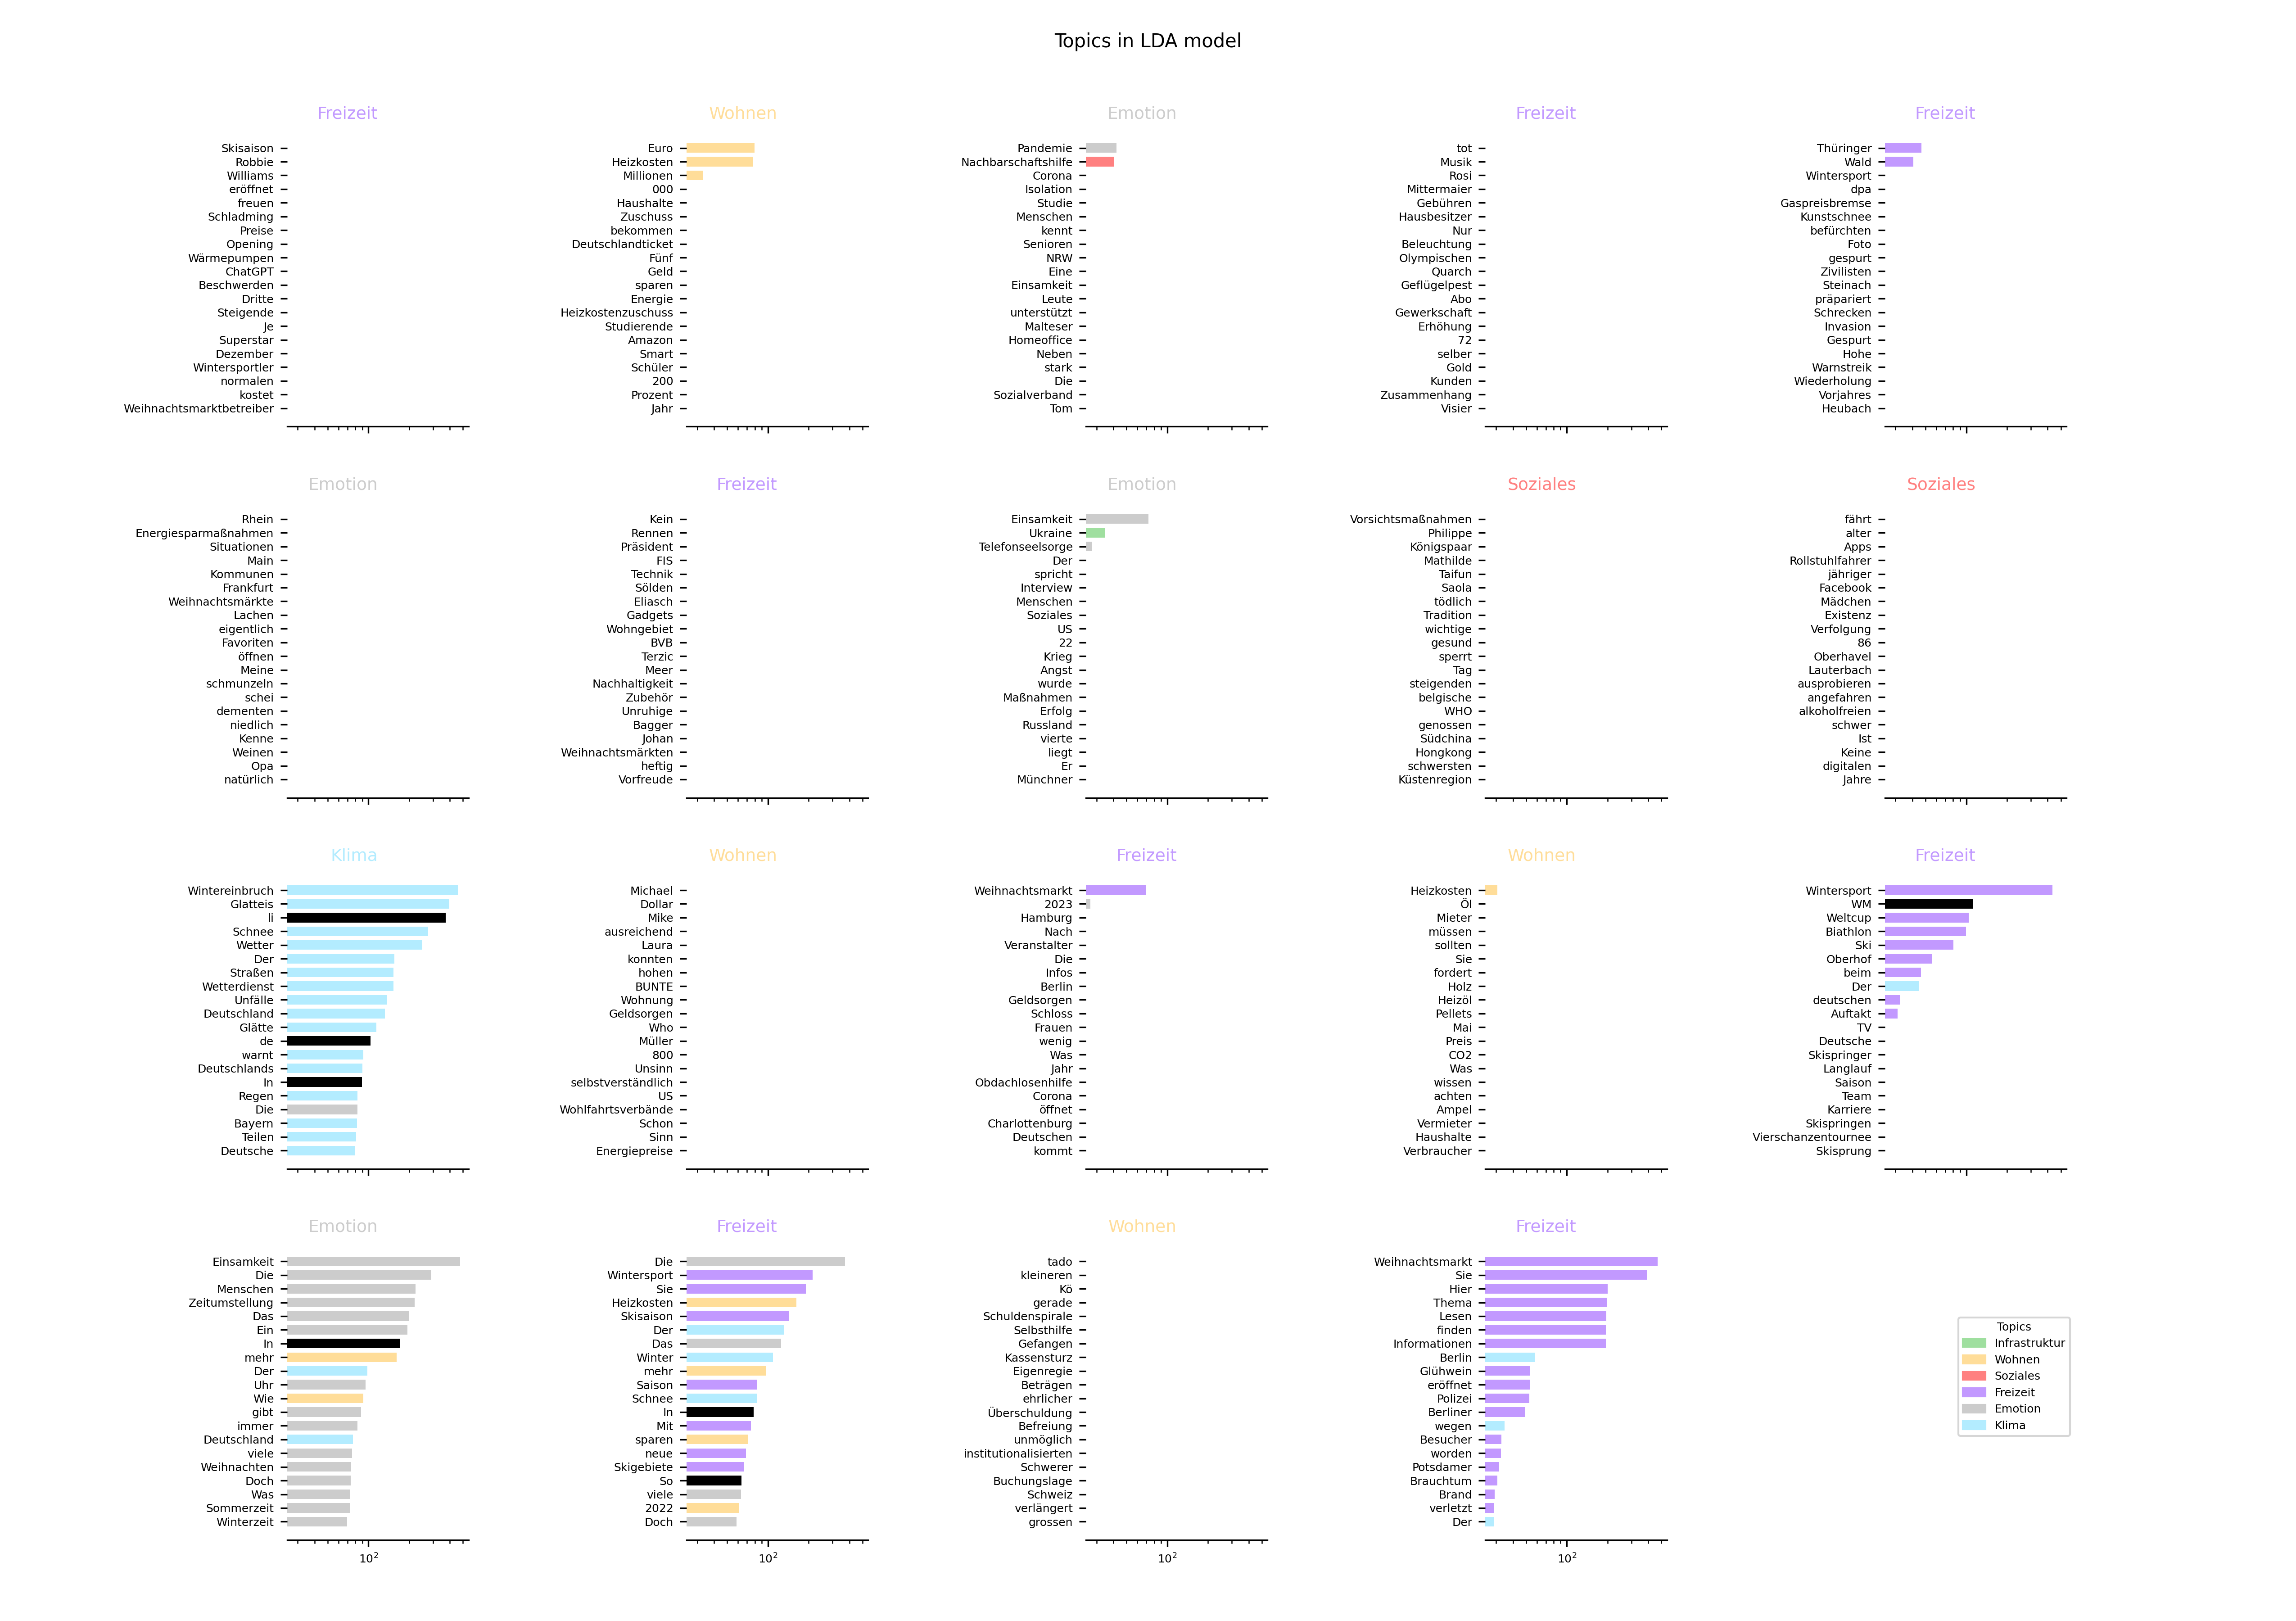 Topics in LDA model
Freizeit
Skisaison
Robbie
Williams
eröffnet
freuen
Schladming
Preise
Opening
Wärmepumpen
ChatGPT
Beschwerden
Dritte
Steigende
Je
Superstar
Dezember
Wintersportler
normalen
kostet
Weihnachtsmarktbetreiber
Wohnen
Euro
Heizkosten
Millionen
000
Haushalte
Zuschuss
bekommen
Deutschlandticket
Fünf
Geld
sparen
Energie
Heizkostenzuschuss
Studierende
Amazon
Smart
Schüler
200
Prozent
Jahr
Emotion
Pandemie
Nachbarschaftshilfe
Corona
Isolation
Studie
Menschen
kennt
Senioren
NRW
Eine
Einsamkeit
Leute
unterstützt
Malteser
Homeoffice
Neben
stark
Die
Sozialverband
Tom
Freizeit
tot
Musik
Rosi
Mittermaier
Gebühren
Hausbesitzer
Nur
Beleuchtung
Olympischen
Quarch
Geflügelpest
Abo
Gewerkschaft
Erhöhung
72
selber
Gold
Kunden
Zusammenhang
Visier
Freizeit
Thüringer
Wald
Wintersport
dpa
Gaspreisbremse
Kunstschnee
befürchten
Foto
gespurt
Zivilisten
Steinach
präpariert
Schrecken
Invasion
Gespurt
Hohe
Warnstreik
Wiederholung
Vorjahres
Heubach
Emotion
Rhein
Energiesparmaßnahmen
Situationen
Main
Kommunen
Frankfurt
Weihnachtsmärkte
Lachen
eigentlich
Favoriten
öffnen
Meine
schmunzeln
schei
dementen
niedlich
Kenne
Weinen
Opa
natürlich
Freizeit
Kein
Rennen
Präsident
FIS
Technik
Sölden
Eliasch
Gadgets
Wohngebiet
BVB
Terzic
Meer
Nachhaltigkeit
Zubehör
Unruhige
Bagger
Johan
Weihnachtsmärkten
heftig
Vorfreude
Emotion
Einsamkeit
Ukraine
Telefonseelsorge
Der
spricht
Interview
Menschen
Soziales
US
22
Krieg
Angst
wurde
Maßnahmen
Erfolg
Russland
vierte
liegt
Er
Münchner
Soziales
Vorsichtsmaßnahmen
Philippe
Königspaar
Mathilde
Taifun
Saola
tödlich
Tradition
wichtige
gesund
sperrt
Tag
steigenden
belgische
WHO
genossen
Südchina
Hongkong
schwersten
Küstenregion
Soziales
fährt
alter
Apps
Rollstuhlfahrer
jähriger
Facebook
Mädchen
Existenz
Verfolgung
86
Oberhavel
Lauterbach
ausprobieren
angefahren
alkoholfreien
schwer
Ist
Keine
digitalen
Jahre
Klima
Wintereinbruch
Glatteis
li
Schnee
Wetter
Der
Straßen
Wetterdienst
Unfälle
Deutschland
Glätte
de
warnt
Deutschlands
In
Regen
Die
Bayern
Teilen
Deutsche
Wohnen
Michael
Dollar
Mike
ausreichend
Laura
konnten
hohen
BUNTE
Wohnung
Geldsorgen
Who
Müller
800
Unsinn
selbstverständlich
US
Wohlfahrtsverbände
Schon
Sinn
Energiepreise
Freizeit
Weihnachtsmarkt
2023
Hamburg
Nach
Veranstalter
Die
Infos
Berlin
Geldsorgen
Schloss
Frauen
wenig
Was
Jahr
Obdachlosenhilfe
Corona
öffnet
Charlottenburg
Deutschen
kommt
Wohnen
Heizkosten
Öl
Mieter
müssen
sollten
Sie
fordert
Holz
Heizöl
Pellets
Mai
Preis
CO2
Was
wissen
achten
Ampel
Vermieter
Haushalte
Verbraucher
Freizeit
Wintersport
WM
Weltcup
Biathlon
Ski
Oberhof
beim
Der
deutschen
Auftakt
TV
Deutsche
Skispringer
Langlauf
Saison
Team
Karriere
Skispringen
Vierschanzentournee
Skisprung
Emotion
Einsamkeit
Die
Menschen
Zeitumstellung
Das
Ein
In
mehr
Der
Uhr
Wie
gibt
immer
Deutschland
viele
Weihnachten
Doch
Was
Sommerzeit
Winterzeit
10²
Freizeit
Die
Wintersport
Sie
Heizkosten
Skisaison
Der
Das
Winter
mehr
Saison
Schnee
In
Mit
sparen
neue
Skigebiete
So
viele
2022
Doch
10²
Wohnen
tado
kleineren
Kö
gerade
Schuldenspirale
Selbsthilfe
Gefangen
Kassensturz
Eigenregie
Beträgen
ehrlicher
Überschuldung
Befreiung
unmöglich
institutionalisierten
Schwerer
Buchungslage
Schweiz
verlängert
grossen
10²
Freizeit
Weihnachtsmarkt
Sie
Hier
Thema
Lesen
finden
Informationen
Berlin
Glühwein
eröffnet
Polizei
Berliner
wegen
Besucher
worden
Potsdamer
Brauchtum
Brand
verletzt
Der
10²
Topics
Infrastruktur
Wohnen
Soziales
Freizeit
Emotion
Klima